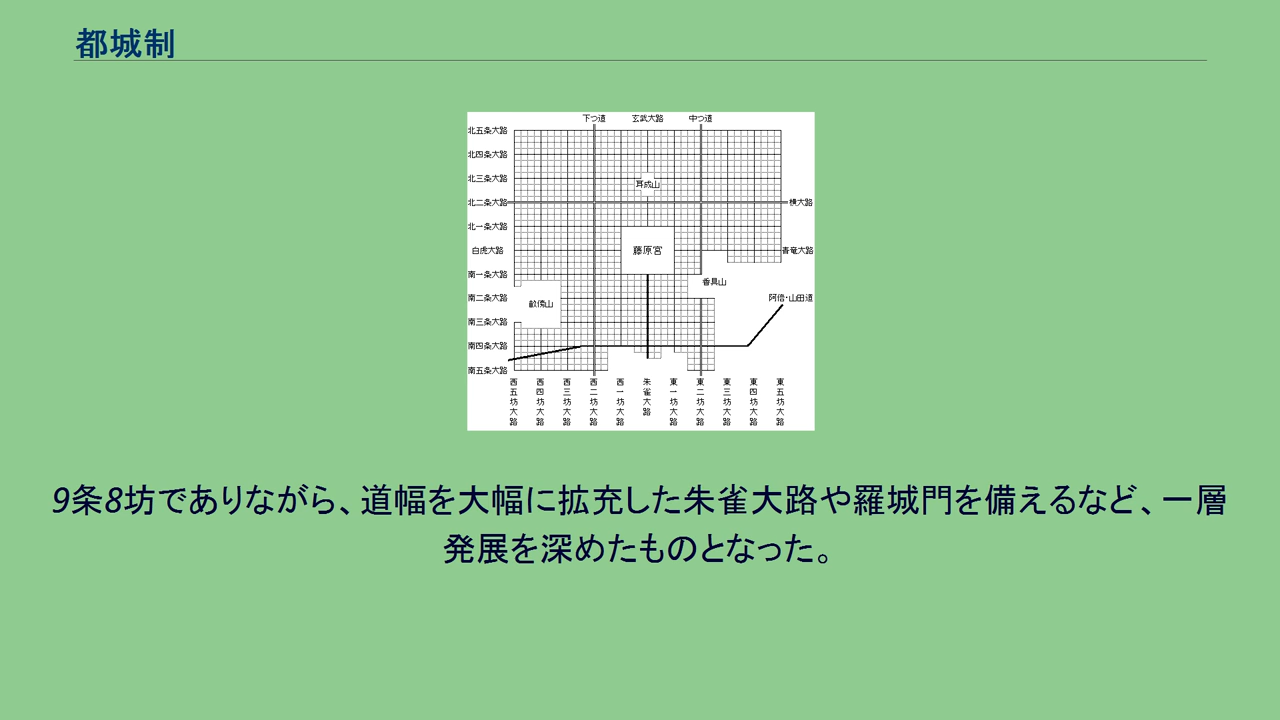 都城制
下つ道 玄武大路 中つ道
北五条大路
北四条大路
北三条大路
耳成山
北二条大路
横大路
北一条大路
白虎大路
藤原宮
青竜大路
南一条大路
香具山
南二条大路
畝傍山
阿倍・山田道
南三条大路
南四条大路
南五条大路
西五坊大路
西四坊大路
西三坊大路
西二坊大路
西一坊大路
朱雀大路
東一坊大路
東二坊大路
東三坊大路
東四坊大路
東五坊大路
9条8坊でありながら、道幅を大幅に拡充した朱雀大路や羅城門を備えるなど、一層
発展を深めたものとなった。